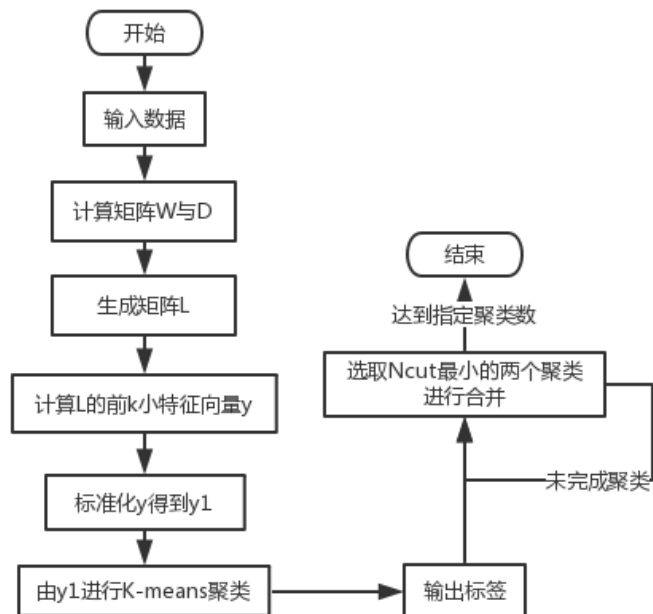 开始
输入数据
计算矩阵W与D
生成矩阵L
计算L的前k小特征向量y
标准化y得到y1
由y1进行K-means聚类
输出标签
选取Ncut最小的两个聚类
进行合并
未完成聚类
达到指定聚类数
结束